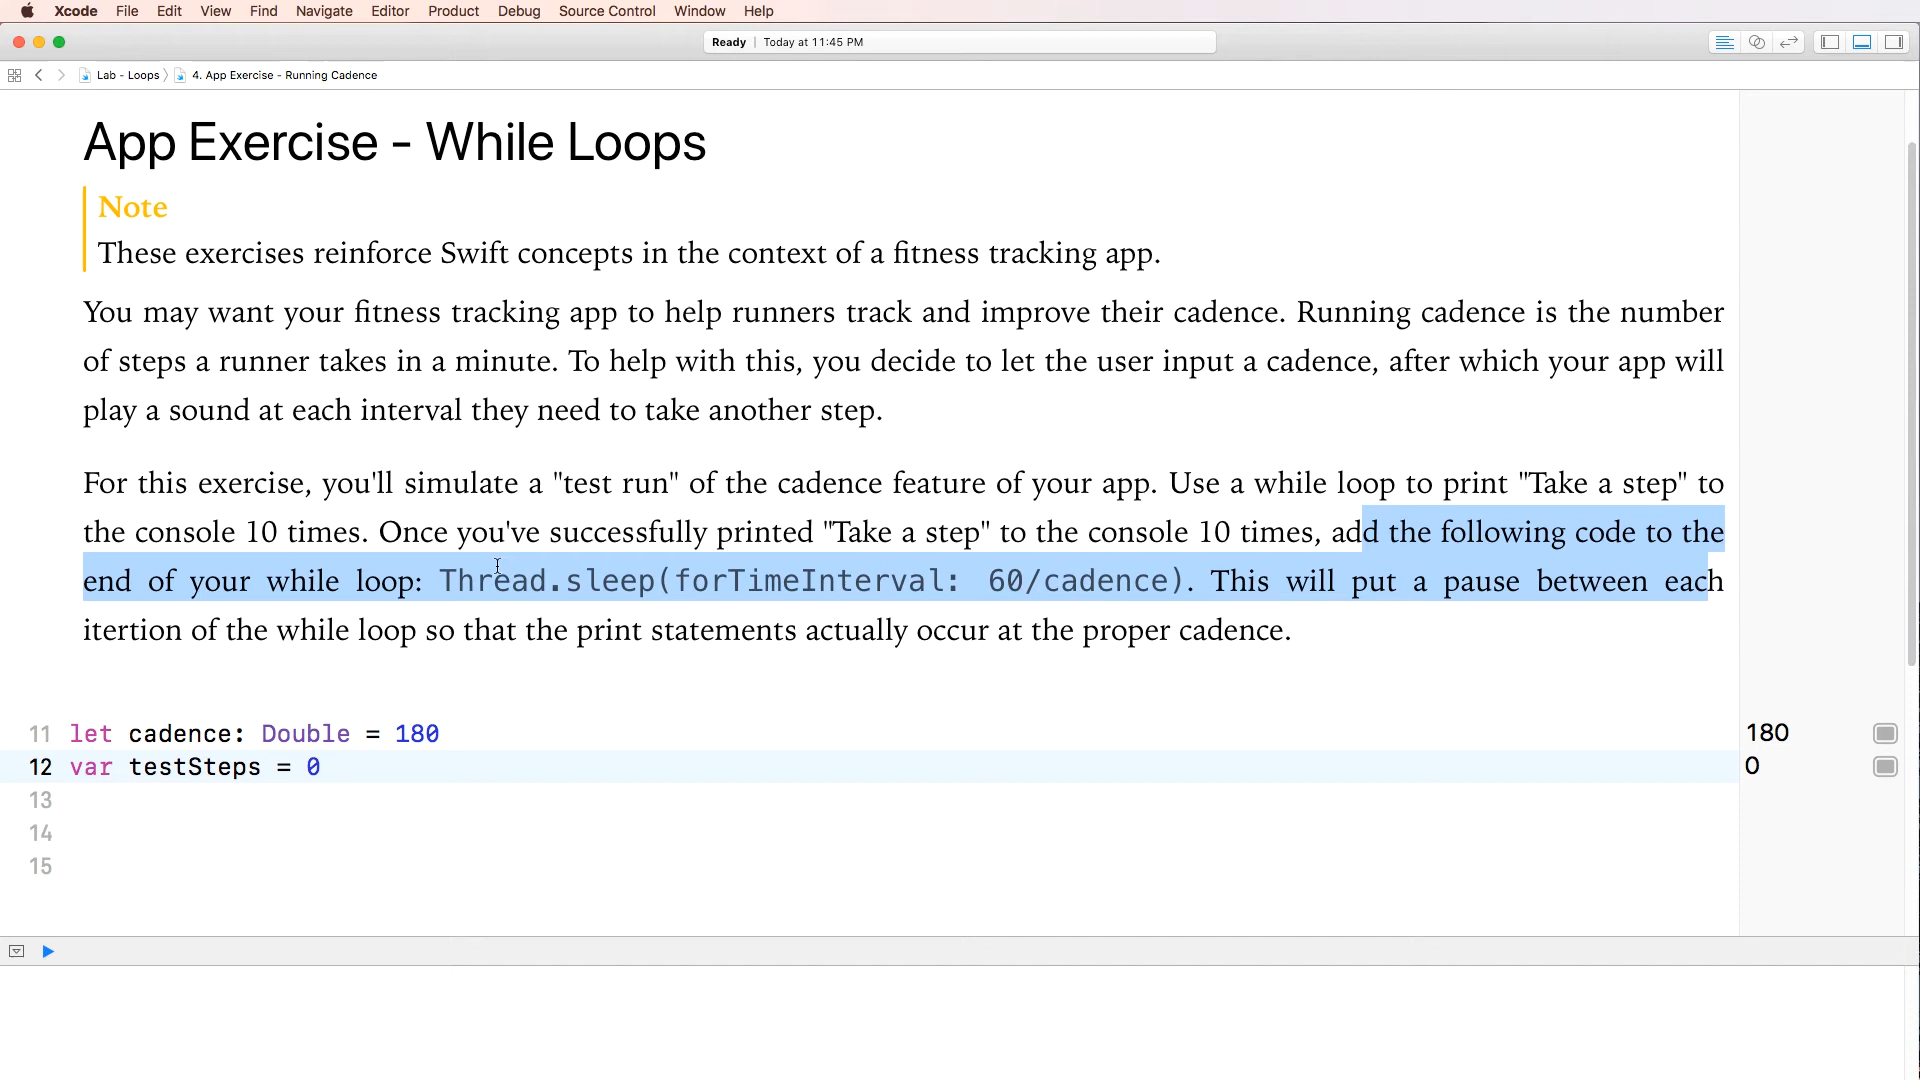 Xcode File Edit View Find Navigate Editor Product Debug Source Control Window Help
Ready | Today at 11:45 PM
Lab - Loops 4. App Exercise - Running Cadence
App Exercise - While Loops
Note
These exercises reinforce Swift concepts in the context of a fitness tracking app.
You may want your fitness tracking app to help runners track and improve their cadence. Running cadence is the number
of steps a runner takes in a minute. To help with this, you decide to let the user input a cadence, after which your app will
play a sound at each interval they need to take another step.
For this exercise, you'll simulate a "test run" of the cadence feature of your app. Use a while loop to print "Take a step" to
the console 10 times. Once you've successfully printed "Take a step" to the console 10 times, add the following code to the
end of your while loop: Thread.sleep(forTimeInterval: 60/cadence). This will put a pause between each
itertion of the while loop so that the print statements actually occur at the proper cadence.
11 let cadence: Double = 180 180
12 var testSteps = 0 0
13
14
15